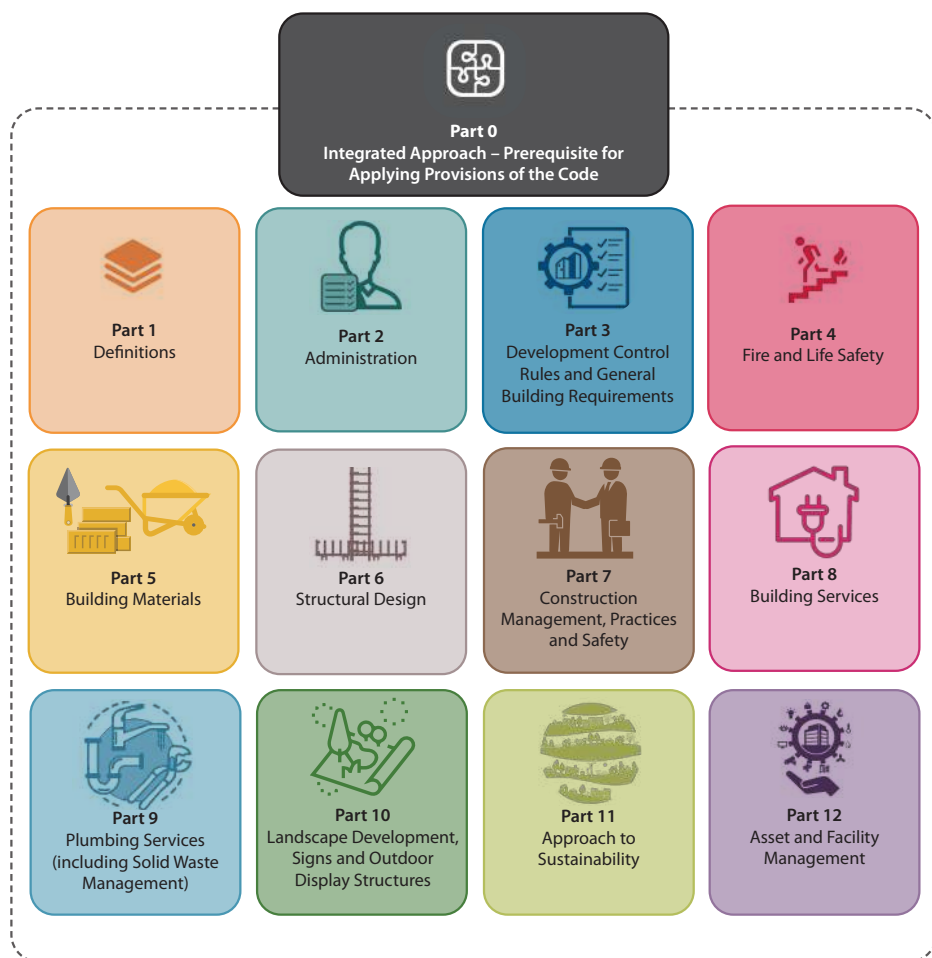 Part 0
Integrated Approach – Prerequisite for
Applying Provisions of the Code
Part 1
Definitions
Part 2
Administration
Part 3
Development Control
Rules and General
Building Requirements
Part 4
Fire and Life Safety
Part 5
Building Materials
Part 6
Structural Design
Part 7
Construction
Management, Practices
and Safety
Part 8
Building Services
Part 9
Plumbing Services
(including Solid Waste
Management)
Part 10
Landscape Development,
Signs and Outdoor
Display Structures
Part 11
Approach to
Sustainability
Part 12
Asset and Facility
Management